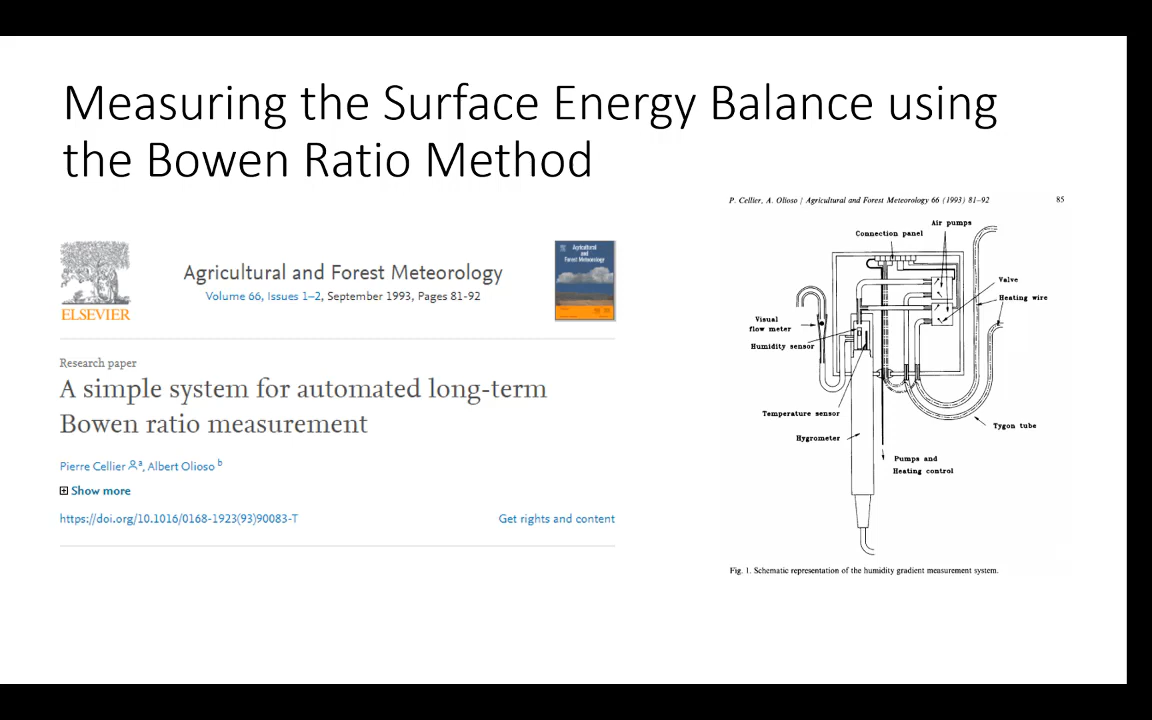 Measuring the Surface Energy Balance using
the Bowen Ratio Method
ELSEVIER
Agricultural and Forest Meteorology
Volume 66, Issues 1–2, September 1993, Pages 81-92
Agricultural
and
Forest Meteorology
Research paper
A simple system for automated long-term
Bowen ratio measurement
Pierre Cellier a, Albert Olioso b
Show more
https://doi.org/10.1016/0168-1923(93)90083-T
Get rights and content
P. Cellier, A. Olioso / Agricultural and Forest Meteorology 66 (1993) 81–92
85
Air pumps
Connection panel
Valve
Heating wire
Visual
flow meter
Humidity sensor
Temperature sensor
Tygon tube
Hygrometer
Pumps and
Heating control
Fig. 1. Schematic representation of the humidity gradient measurement system.